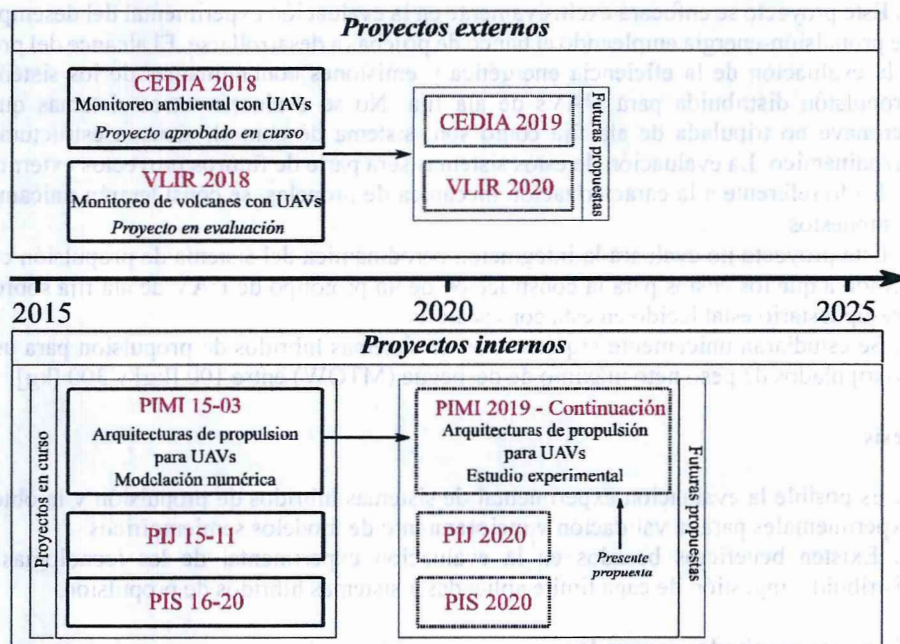 Proyectos externos
CEDIA 2018
Monitoreo ambiental con UAVs
Proyecto aprobado en curso
VLIR 2018
Monitoreo de volcanes con UAVs
Proyecto en evaluación
CEDIA 2019
VLIR 2020
Futuras propuestas
2015
2020
2025
Proyectos internos
Proyectos en curso
PIMI 15-03
Arquitecturas de propulsion
para UAVs
Modelación numérica
PIJ 15-11
PIS 16-20
PIMI 2019 - Continuación
Arquitecturas de propulsión
para UAVs
Estudio experimental
PIJ 2020
PIS 2020
Presente
propuesta
Futuras propuestas